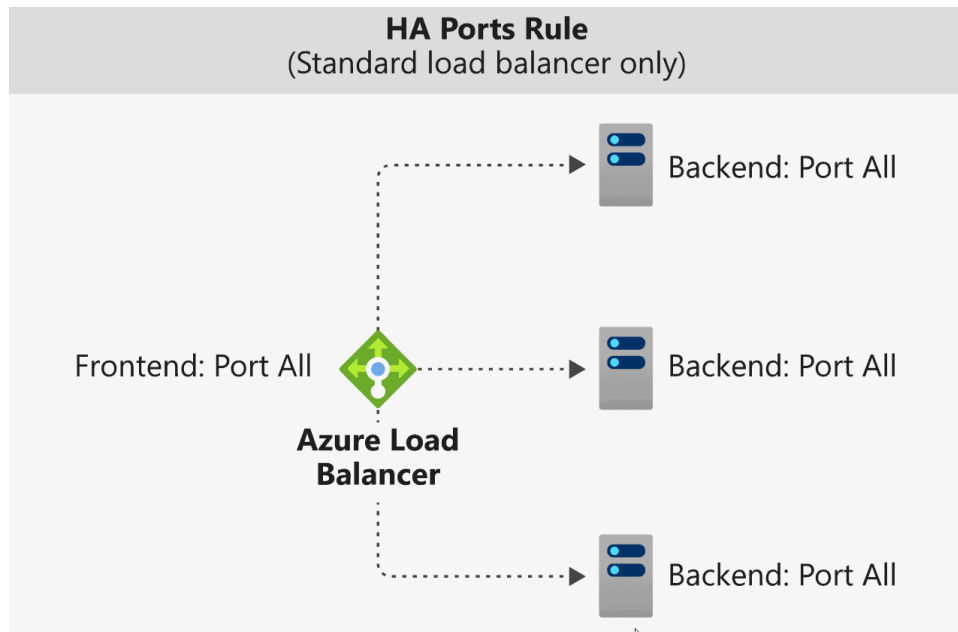 HA Ports Rule
(Standard load balancer only)
Backend: Port All
Frontend: Port All
Backend: Port All
Azure Load
Balancer
Backend: Port All